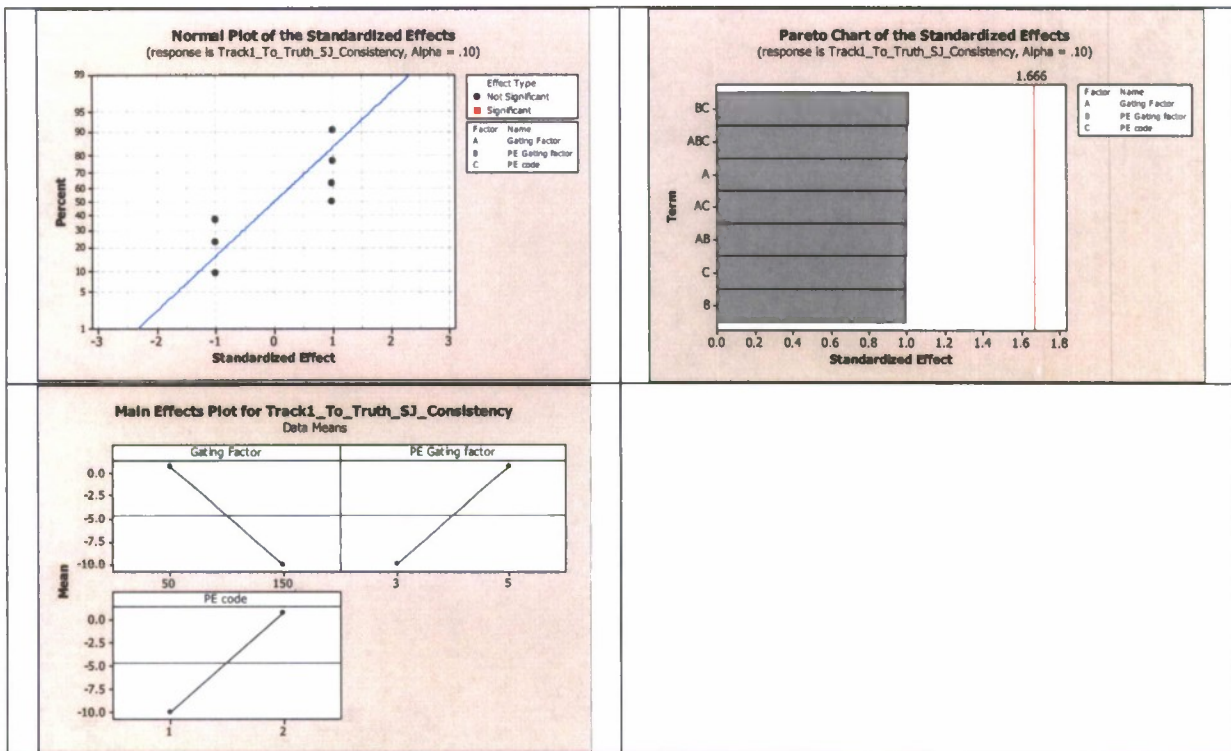 Normal Plot of the Standardized Effects
(response is Track1_To_Truth_SJ_Consistency, Alpha = .10)
99
95
90
80
70
60
50
40
30
20
10
5
1
Percent
-3 -2 -1 0 1 2 3
Standardized Effect
Effect Type
Not Significant
Significant
Factor Name
A Gating Factor
B PE Gating factor
C PE code
Pareto Chart of the Standardized Effects
(response is Track1_To_Truth_SJ_Consistency, Alpha = .10)
1.666
BC
ABC
A
AC
AB
C
B
Term
0.0 0.2 0.4 0.6 0.8 1.0 1.2 1.4 1.6 1.8
Standardized Effect
Factor Name
A Gating Factor
B PE Gating factor
C PE code
Main Effects Plot for Track1_To_Truth_SJ_Consistency
Data Means
Gating Factor PE Gating factor
0.0
-2.5
-5.0
-7.5
-10.0
50 150 3 5
Mean
PE code
0.0
-2.5
-5.0
-7.5
-10.0
1 2